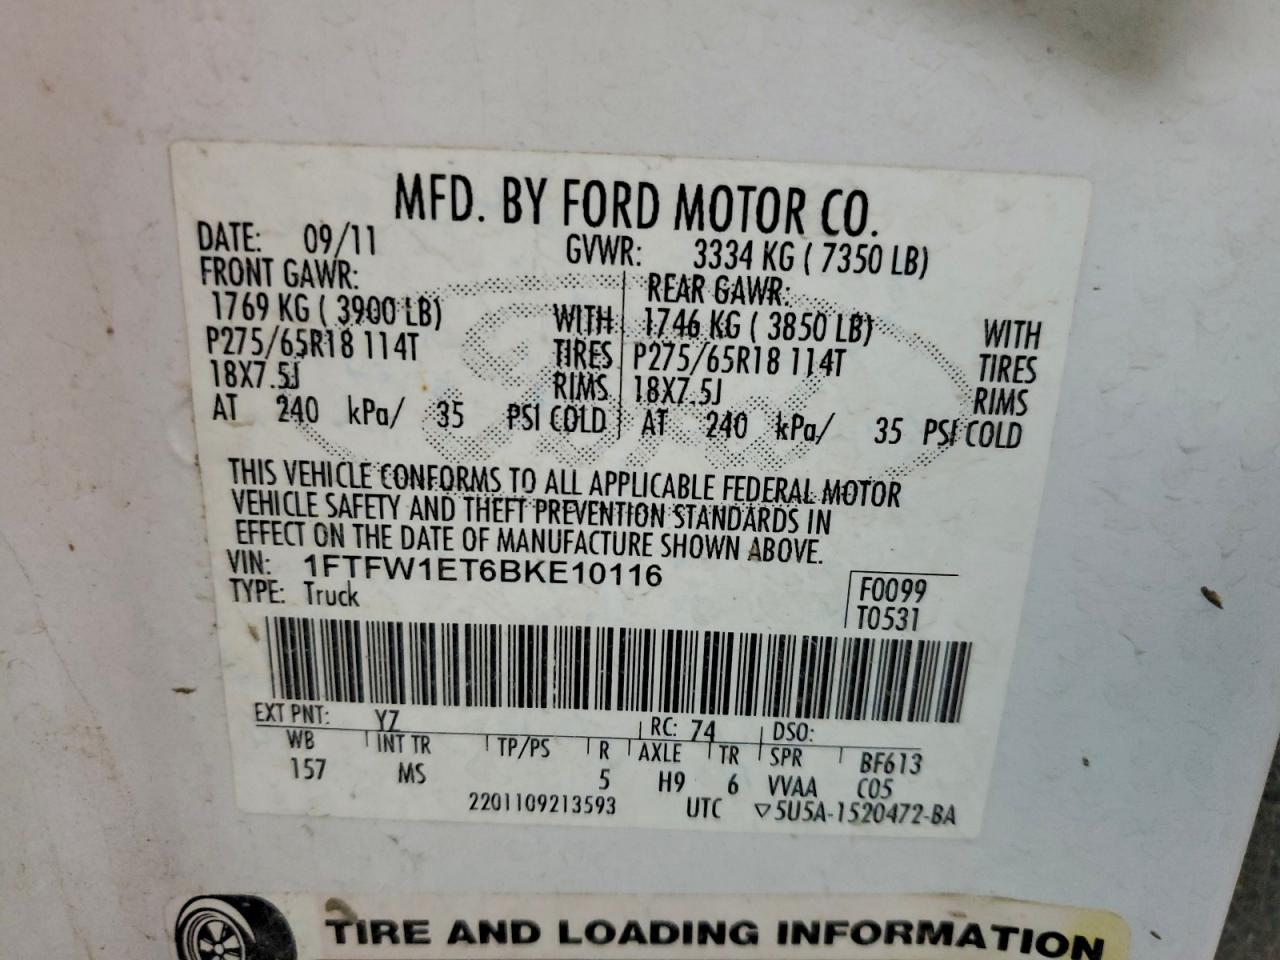 MFD. BY FORD MOTOR CO.
DATE: 09/11 GVWR: 3334 KG ( 7350 LB)
FRONT GAWR: REAR GAWR:
1769 KG ( 3900 LB) WITH 1746 KG ( 3850 LB) WITH
P275/65R18 114T TIRES P275/65R18 114T TIRES
18X7.5J RIMS 18X7.5J RIMS
AT 240 kPa/ 35 PSI COLD AT 240 kPa/ 35 PSI COLD
THIS VEHICLE CONFORMS TO ALL APPLICABLE FEDERAL MOTOR
VEHICLE SAFETY AND THEFT PREVENTION STANDARDS IN
EFFECT ON THE DATE OF MANUFACTURE SHOWN ABOVE.
VIN: 1FTFW1ET6BKE10116 F0099
TYPE: Truck T0531
EXT PNT: YZ RC: 74 DSO:
WB INT TR TP/PS R AXLE TR SPR BF613
157 MS 5 H9 6 VVAA C05
2201109213593 UTC ▽5U5A-1520472-BA
TIRE AND LOADING INFORMATION